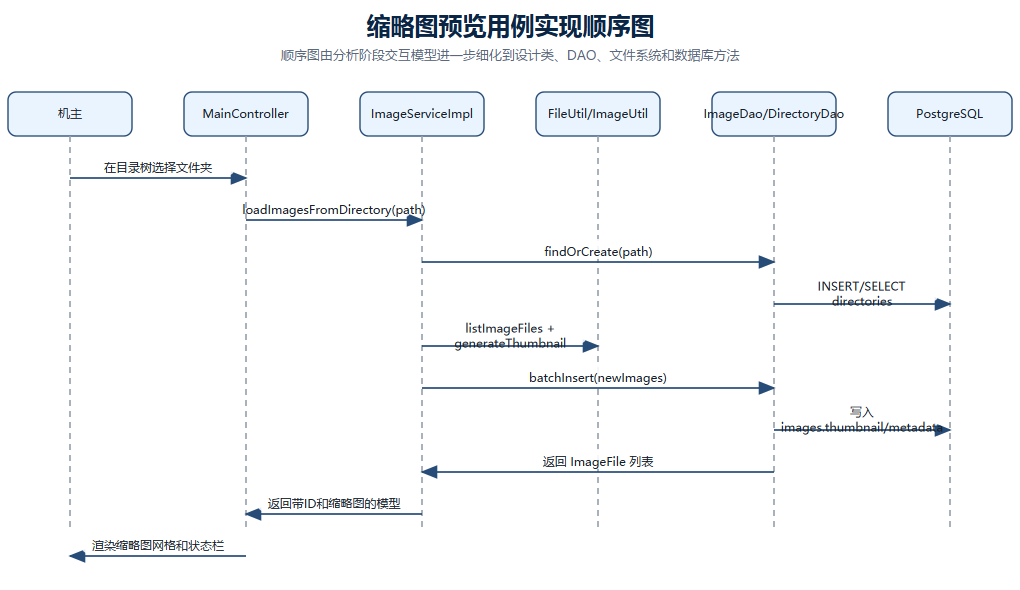 缩略图预览用例实现顺序图
顺序图由分析阶段交互模型进一步细化到设计类、DAO、文件系统和数据库方法
机主
MainController
ImageServiceImpl
FileUtil/ImageUtil
ImageDao/DirectoryDao
PostgreSQL
在目录树选择文件夹
loadImagesFromDirectory(path)
findOrCreate(path)
INSERT/SELECT
directories
listImageFiles +
generateThumbnail
batchInsert(newImages)
写入
images.thumbnail/metadata
返回 ImageFile 列表
返回带ID和缩略图的模型
渲染缩略图网格和状态栏